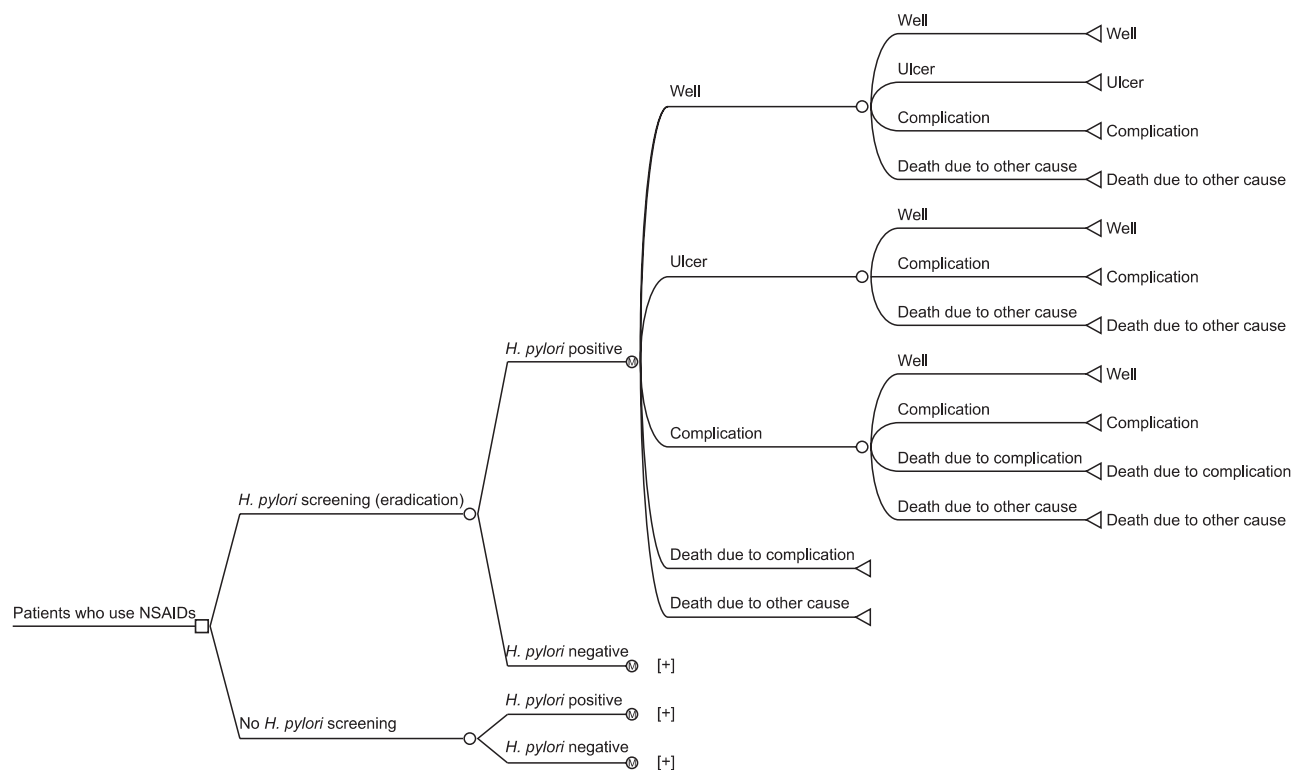 Well
Well
Ulcer
Ulcer
Well
Complication
Complication
Death due to other cause
Death due to other cause
Well
Well
Ulcer
Complication
Complication
Death due to other cause
Death due to other cause
H. pylori positive
M
Well
Well
Complication
Complication
Complication
Death due to complication
Death due to complication
H. pylori screening (eradication)
Death due to other cause
Death due to other cause
Death due to complication
Death due to other cause
Patients who use NSAIDs
H. pylori negative
M [+]
H. pylori positive
M [+]
No H. pylori screening
H. pylori negative
M [+]